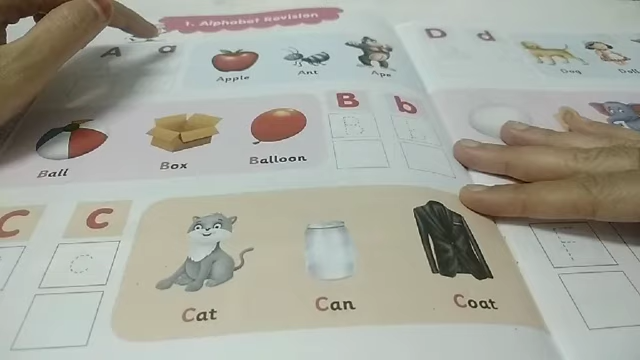 1. Alphabet Revision
A a
Apple Ant Ape
D d
Dog
B b
B
Ball Box Balloon
C C
C
Cat Can Coat
F